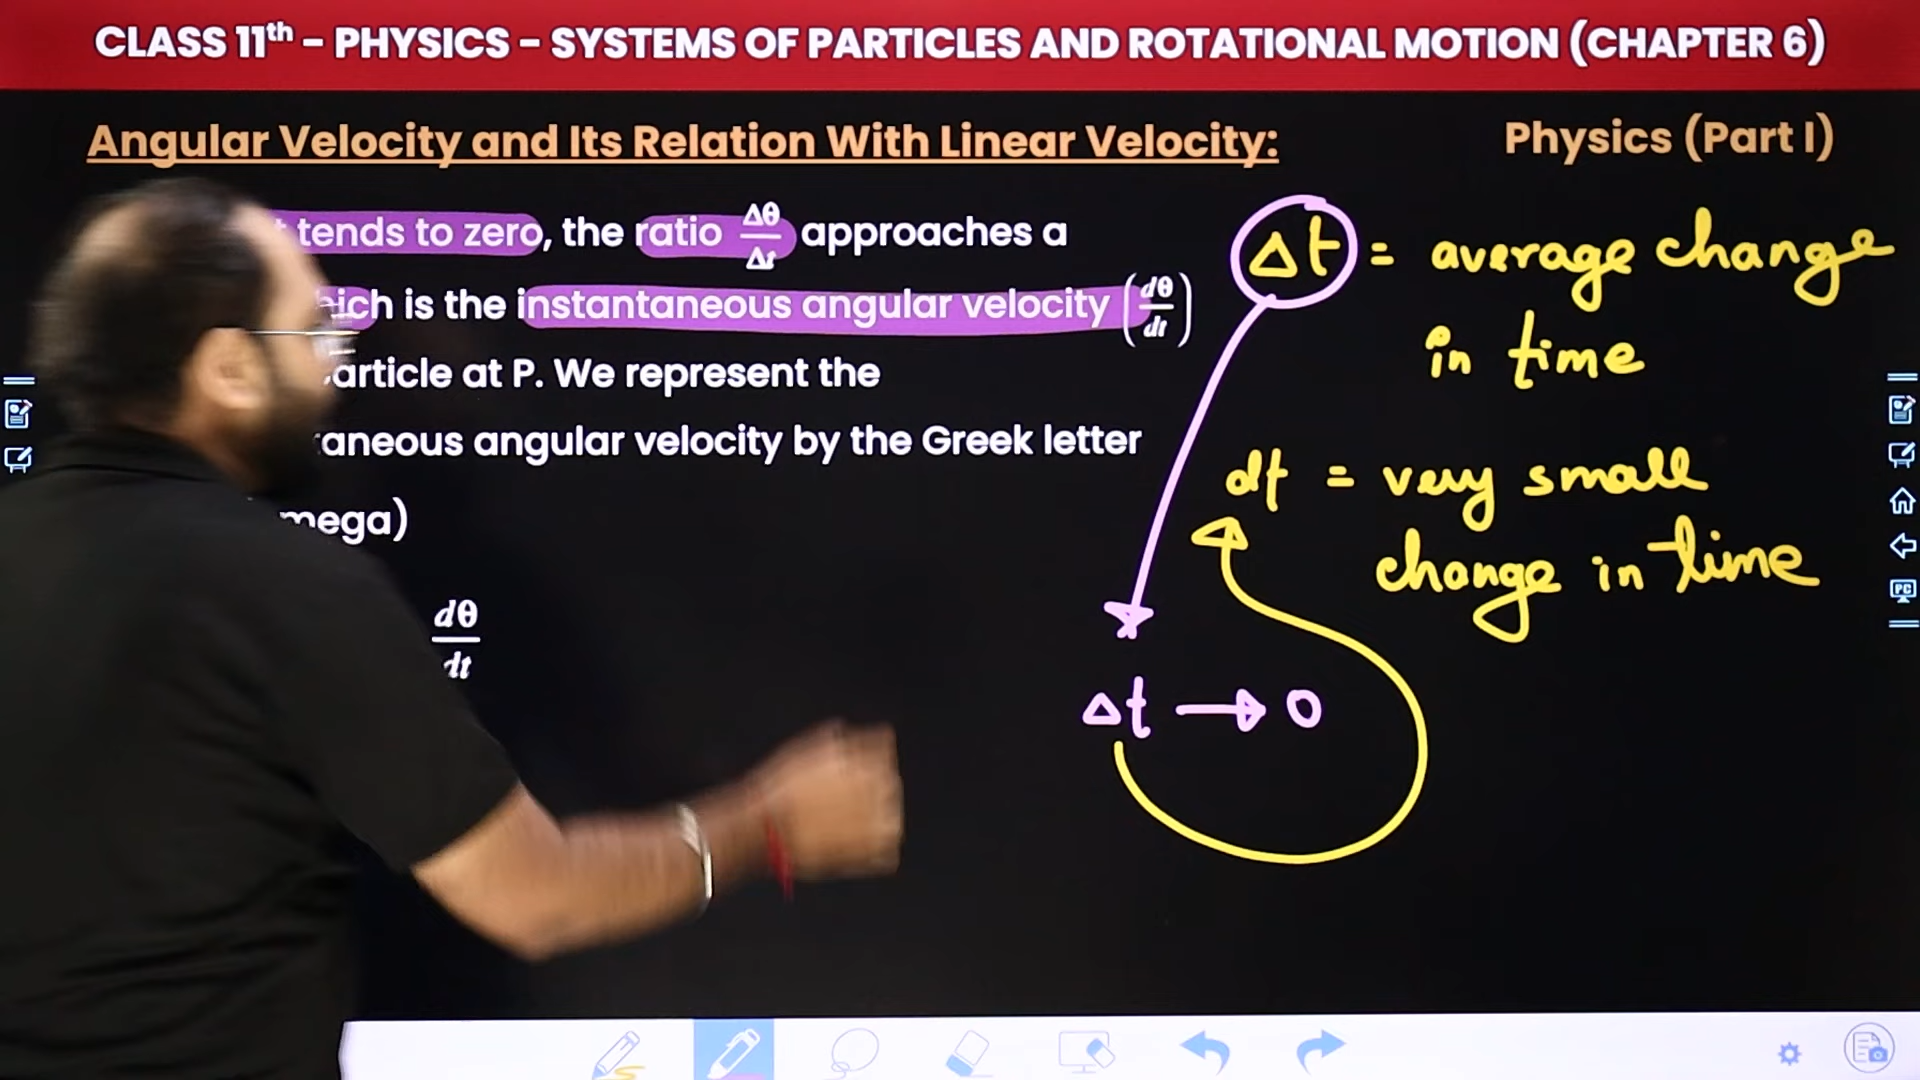 CLASS 11th – PHYSICS – SYSTEMS OF PARTICLES AND ROTATIONAL MOTION (CHAPTER 6)
Angular Velocity and Its Relation With Linear Velocity:
Physics (Part I)
tends to zero, the ratio Δθ/Δt approaches a
hich is the instantaneous angular velocity (dθ/dt)
article at P. We represent the
taneous angular velocity by the Greek letter
mega)
dθ/dt
Δt = average change
in time
dt = very small
change in time
Δt → 0
PC